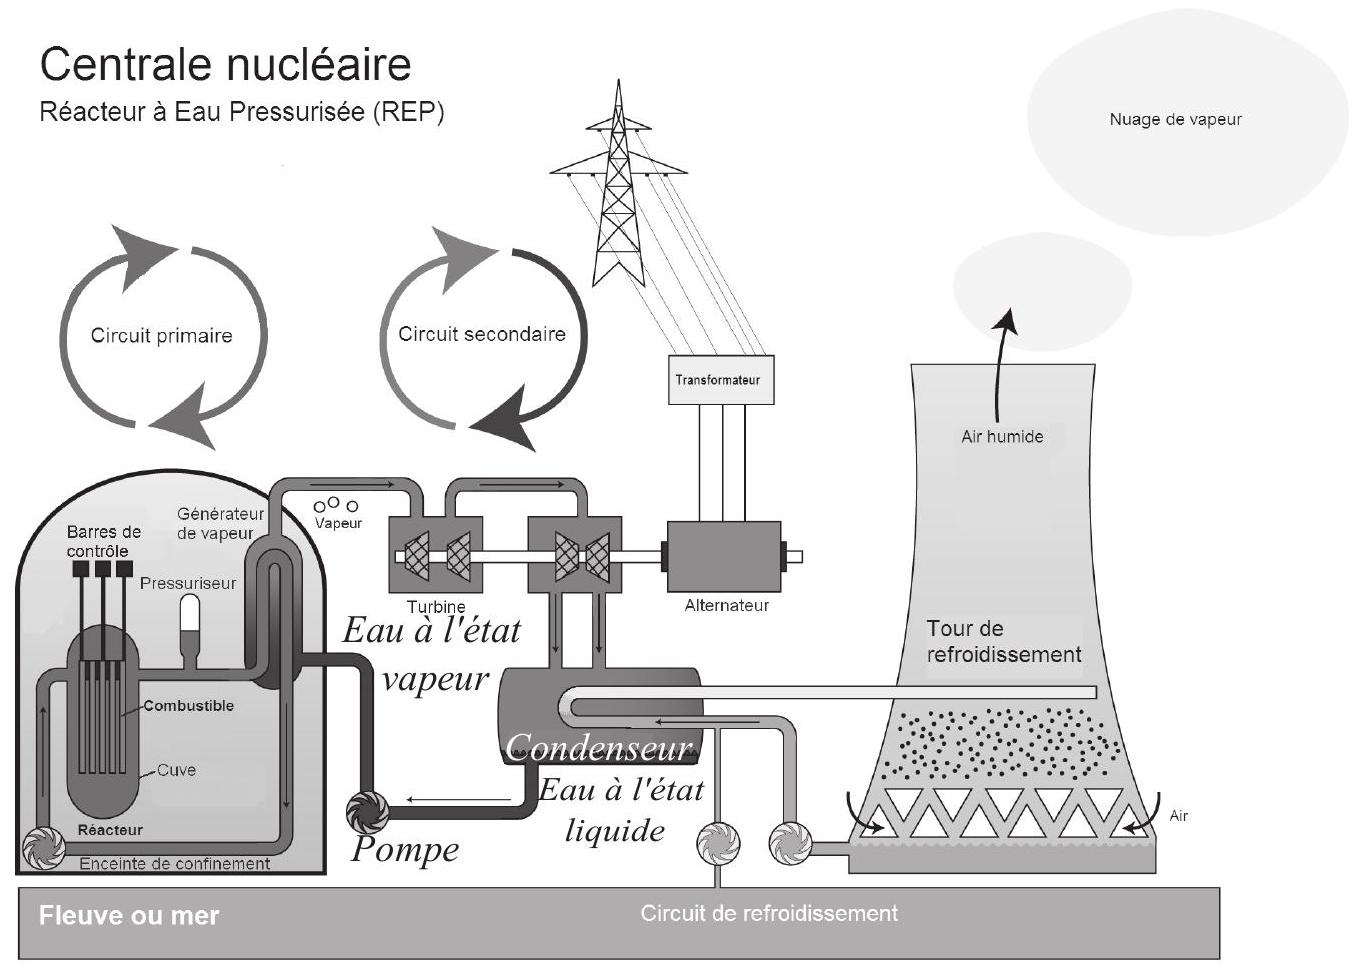 Centrale nucléaire
Réacteur à Eau Pressurisée (REP)
Nuage de vapeur
Circuit primaire
Circuit secondaire
Transformateur
Air humide
Générateur
de vapeur
Vapeur
Barres de
contrôle
Pressuriseur
Turbine
Alternateur
Eau à l'état
vapeur
Tour de
refroidissement
Combustible
Condenseur
Cuve
Eau à l'état
liquide
Air
Réacteur
Pompe
Enceinte de confinement
Fleuve ou mer
Circuit de refroidissement